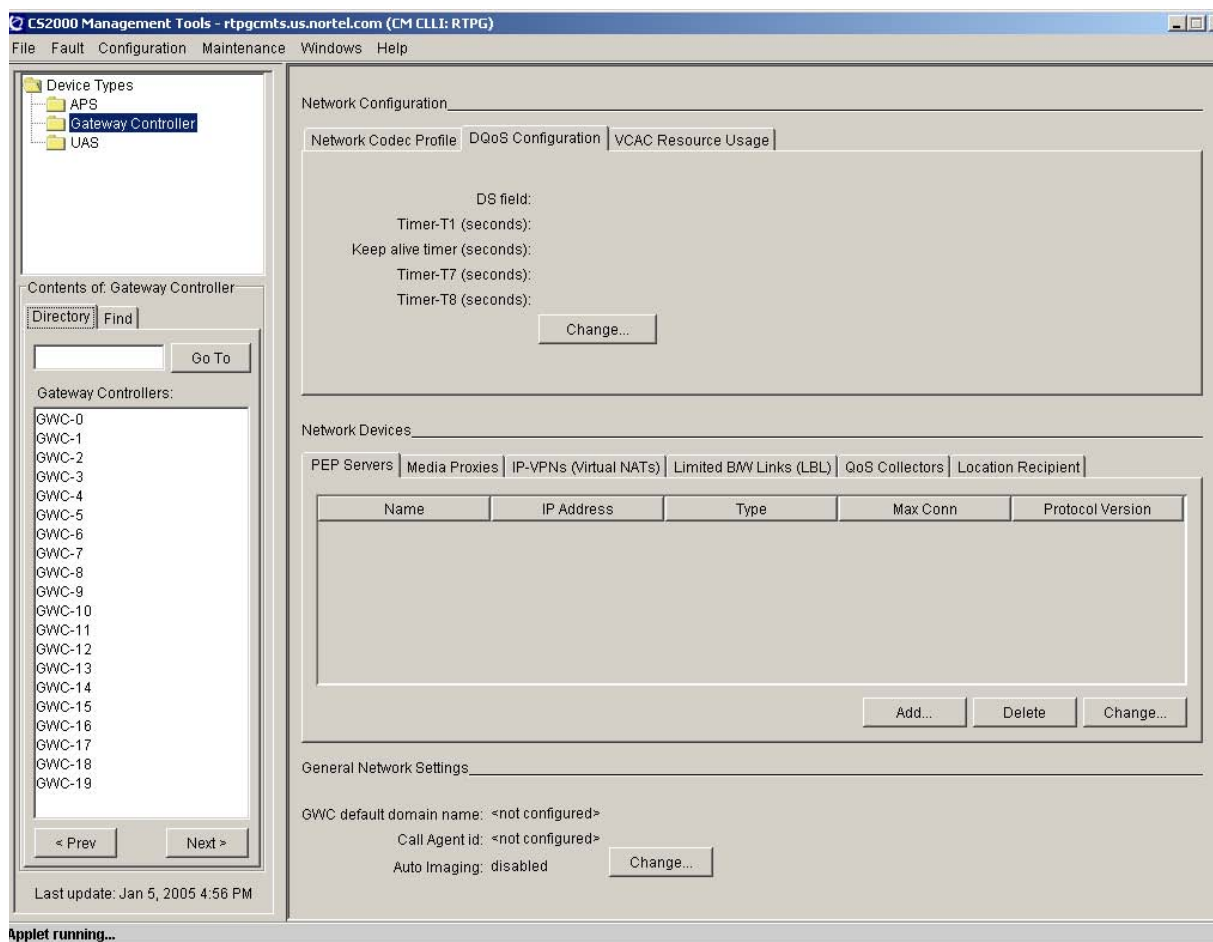 CS2000 Management Tools - rtpgcmts.us.nortel.com (CM CLLI: RTPG)
File Fault Configuration Maintenance Windows Help
Device Types
APS
Gateway Controller
UAS
Contents of: Gateway Controller
Directory Find
Go To
Gateway Controllers:
GWC-0
GWC-1
GWC-2
GWC-3
GWC-4
GWC-5
GWC-6
GWC-7
GWC-8
GWC-9
GWC-10
GWC-11
GWC-12
GWC-13
GWC-14
GWC-15
GWC-16
GWC-17
GWC-18
GWC-19
< Prev Next >
Last update: Jan 5, 2005 4:56 PM
Network Configuration
Network Codec Profile DQoS Configuration VCAC Resource Usage
DS field:
Timer-T1 (seconds):
Keep alive timer (seconds):
Timer-T7 (seconds):
Timer-T8 (seconds):
Change...
Network Devices
PEP Servers Media Proxies IP-VPNs (Virtual NATs) Limited B/W Links (LBL) QoS Collectors Location Recipient
Name IP Address Type Max Conn Protocol Version
Add... Delete Change...
General Network Settings
GWC default domain name: <not configured>
Call Agent id: <not configured>
Auto Imaging: disabled Change...
Applet running...